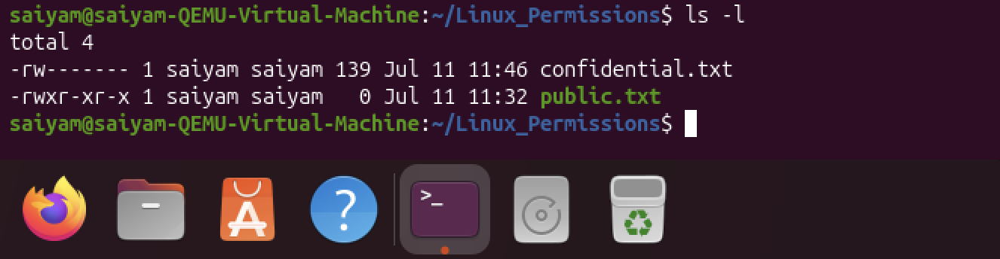 saiyam@saiyam-QEMU-Virtual-Machine:~/Linux_Permissions$ ls -l
total 4
-rw------- 1 saiyam saiyam 139 Jul 11 11:46 confidential.txt
-rwxr-xr-x 1 saiyam saiyam   0 Jul 11 11:32 public.txt
saiyam@saiyam-QEMU-Virtual-Machine:~/Linux_Permissions$
A ? >_